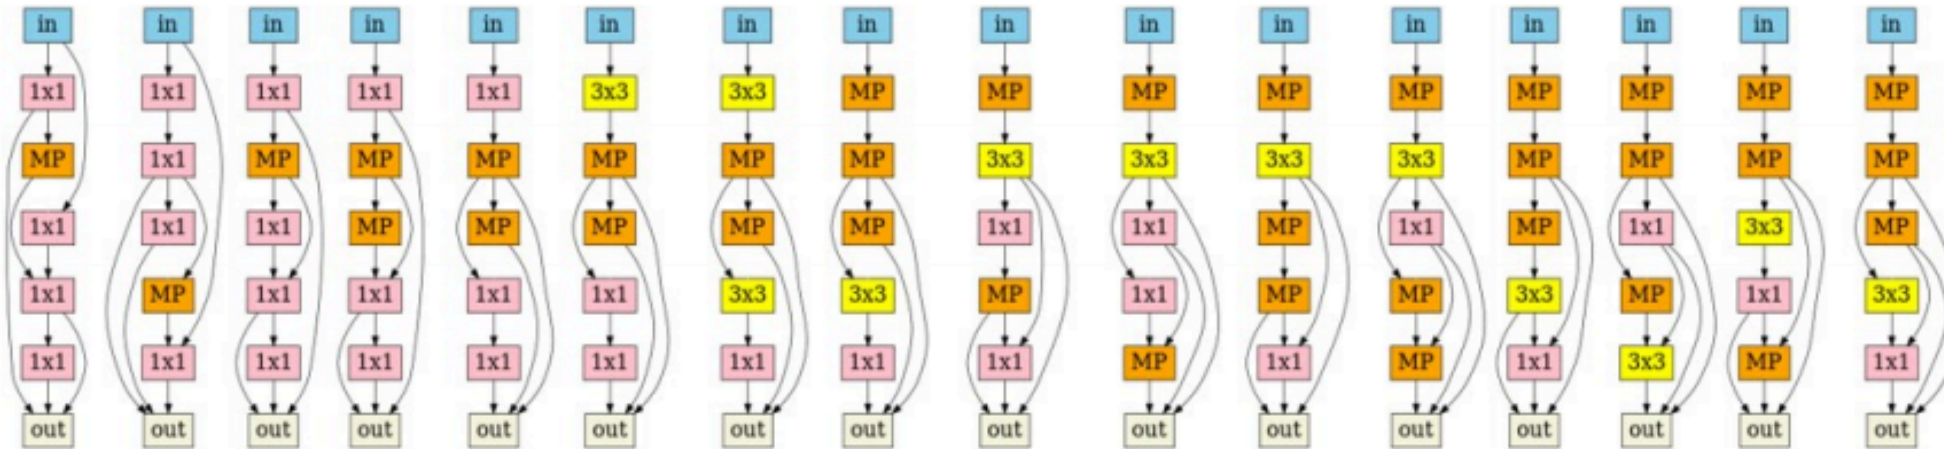 in in in in in in in in in in in in in in in in
1x1 1x1 1x1 1x1 1x1 3x3 3x3 MP MP MP MP MP MP MP MP MP
MP 1x1 MP MP MP MP MP MP 3x3 3x3 3x3 3x3 MP MP MP MP
1x1 1x1 1x1 MP MP MP MP MP 1x1 1x1 MP 1x1 MP 1x1 3x3 MP
1x1 MP 1x1 1x1 1x1 1x1 3x3 3x3 MP 1x1 MP MP 3x3 MP 1x1 3x3
1x1 1x1 1x1 1x1 1x1 1x1 1x1 1x1 1x1 MP 1x1 MP 1x1 3x3 MP 1x1
out out out out out out out out out out out out out out out out